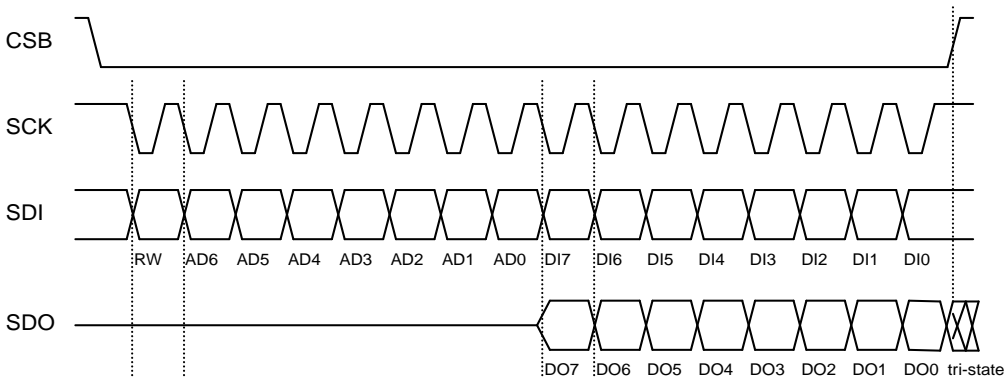 CSB
SCK
SDI
RW AD6 AD5 AD4 AD3 AD2 AD1 AD0 DI7 DI6 DI5 DI4 DI3 DI2 DI1 DI0
SDO
DO7 DO6 DO5 DO4 DO3 DO2 DO1 DO0 tri-state